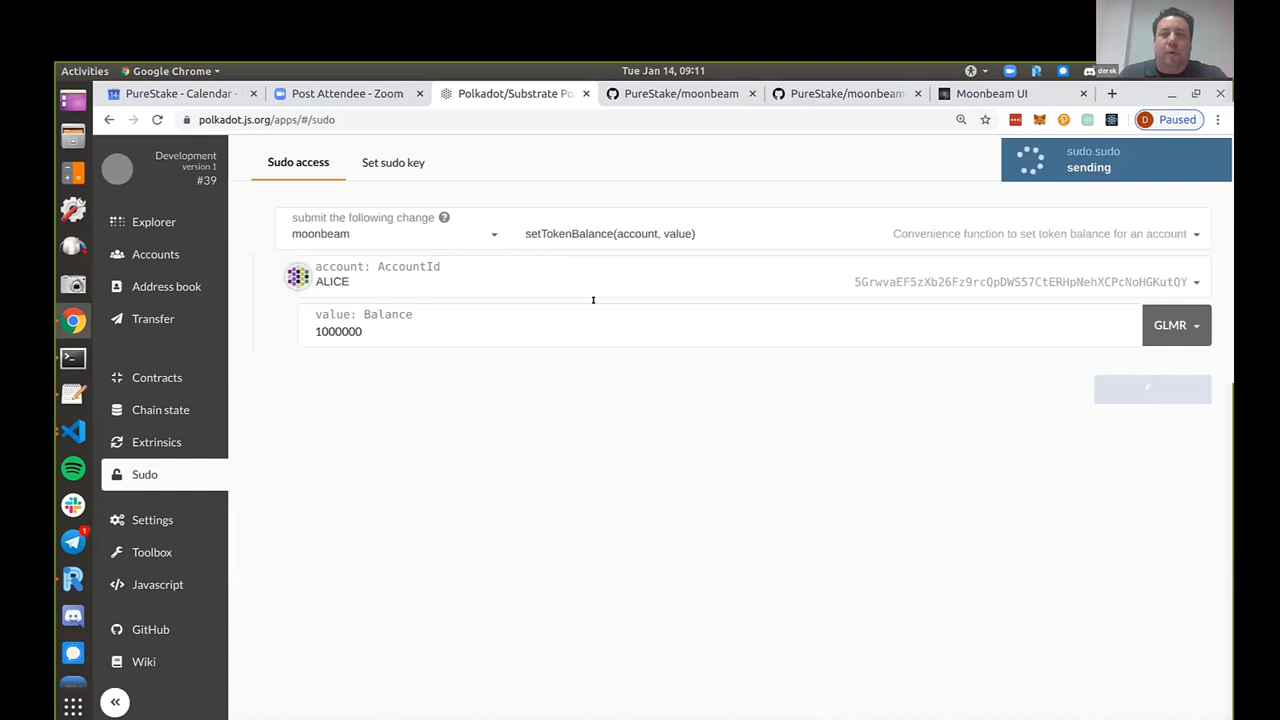 derek
Activities
Google Chrome
Tue Jan 14, 09:11
14
PureStake - Calendar -
Post Attendee - Zoom
Polkadot/Substrate Po
PureStake/moonbeam
PureStake/moonbeam
Moonbeam UI
polkadot.js.org/apps/#/sudo
D
Paused
Development
version 1
#39
Explorer
Accounts
Address book
Transfer
Contracts
Chain state
Extrinsics
Sudo
Settings
Toolbox
Javascript
GitHub
Wiki
1
Sudo access
Set sudo key
sudo.sudo
sending
submit the following change
moonbeam
setTokenBalance(account, value)
Convenience function to set token balance for an account
account: AccountId
ALICE
5GrwvaEF5zXb26Fz9rcQpDWS57CtERHpNehXCPcNoHGKutQY
value: Balance
1000000
GLMR